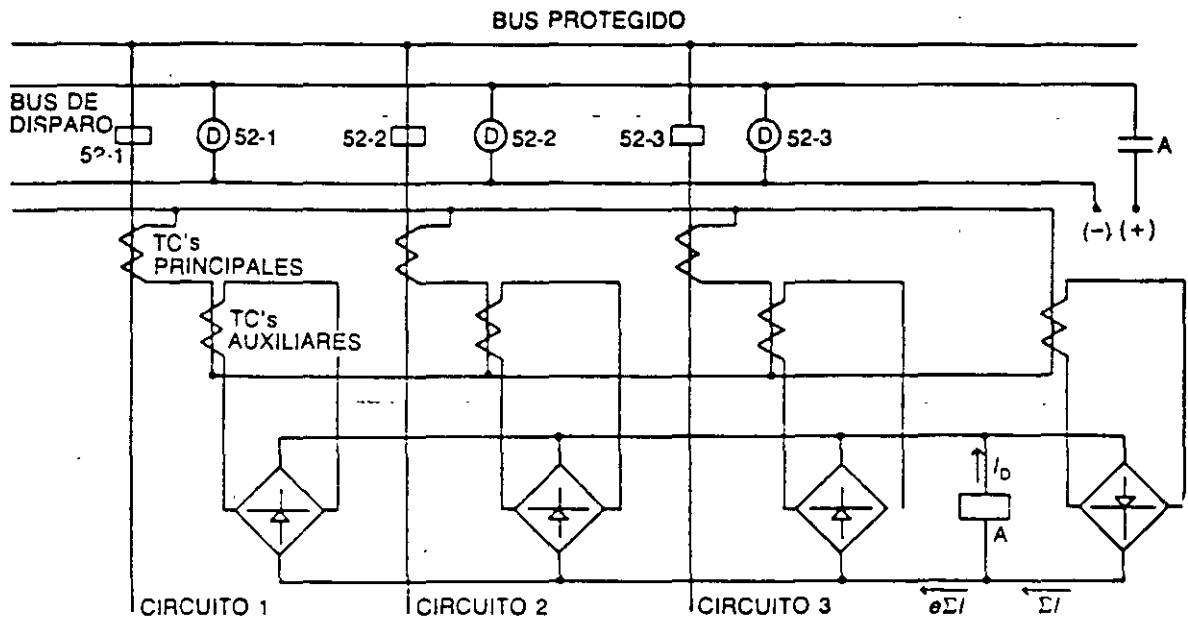 BUS PROTEGIDO
BUS DE
DISPARO
52-1
D
52-1
52-2
D
52-2
52-3
D
52-3
A
(-) (+)
TC's
PRINCIPALES
TC's
AUXILIARES
I_D
A
CIRCUITO 1
CIRCUITO 2
CIRCUITO 3
eΣI
ΣI